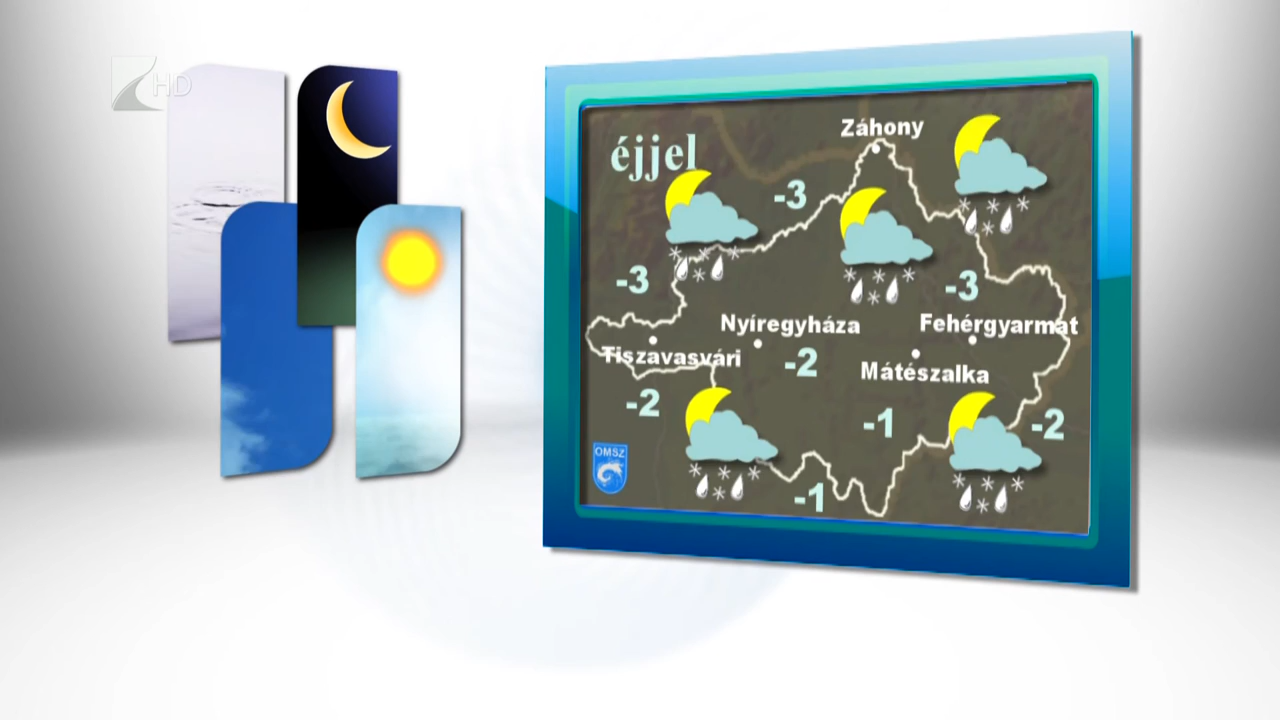 HD
éjjel
Záhony
-3
-3
-3
Nyíregyháza
Fehérgyarmat
Tiszavasvári
-2
Mátészalka
-2
-1
-2
OMSZ
-1